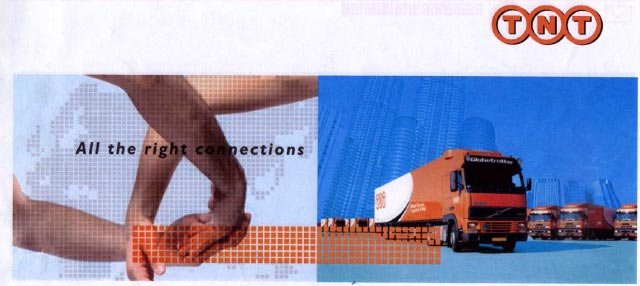 TNT
All the right connections
Globetrotter